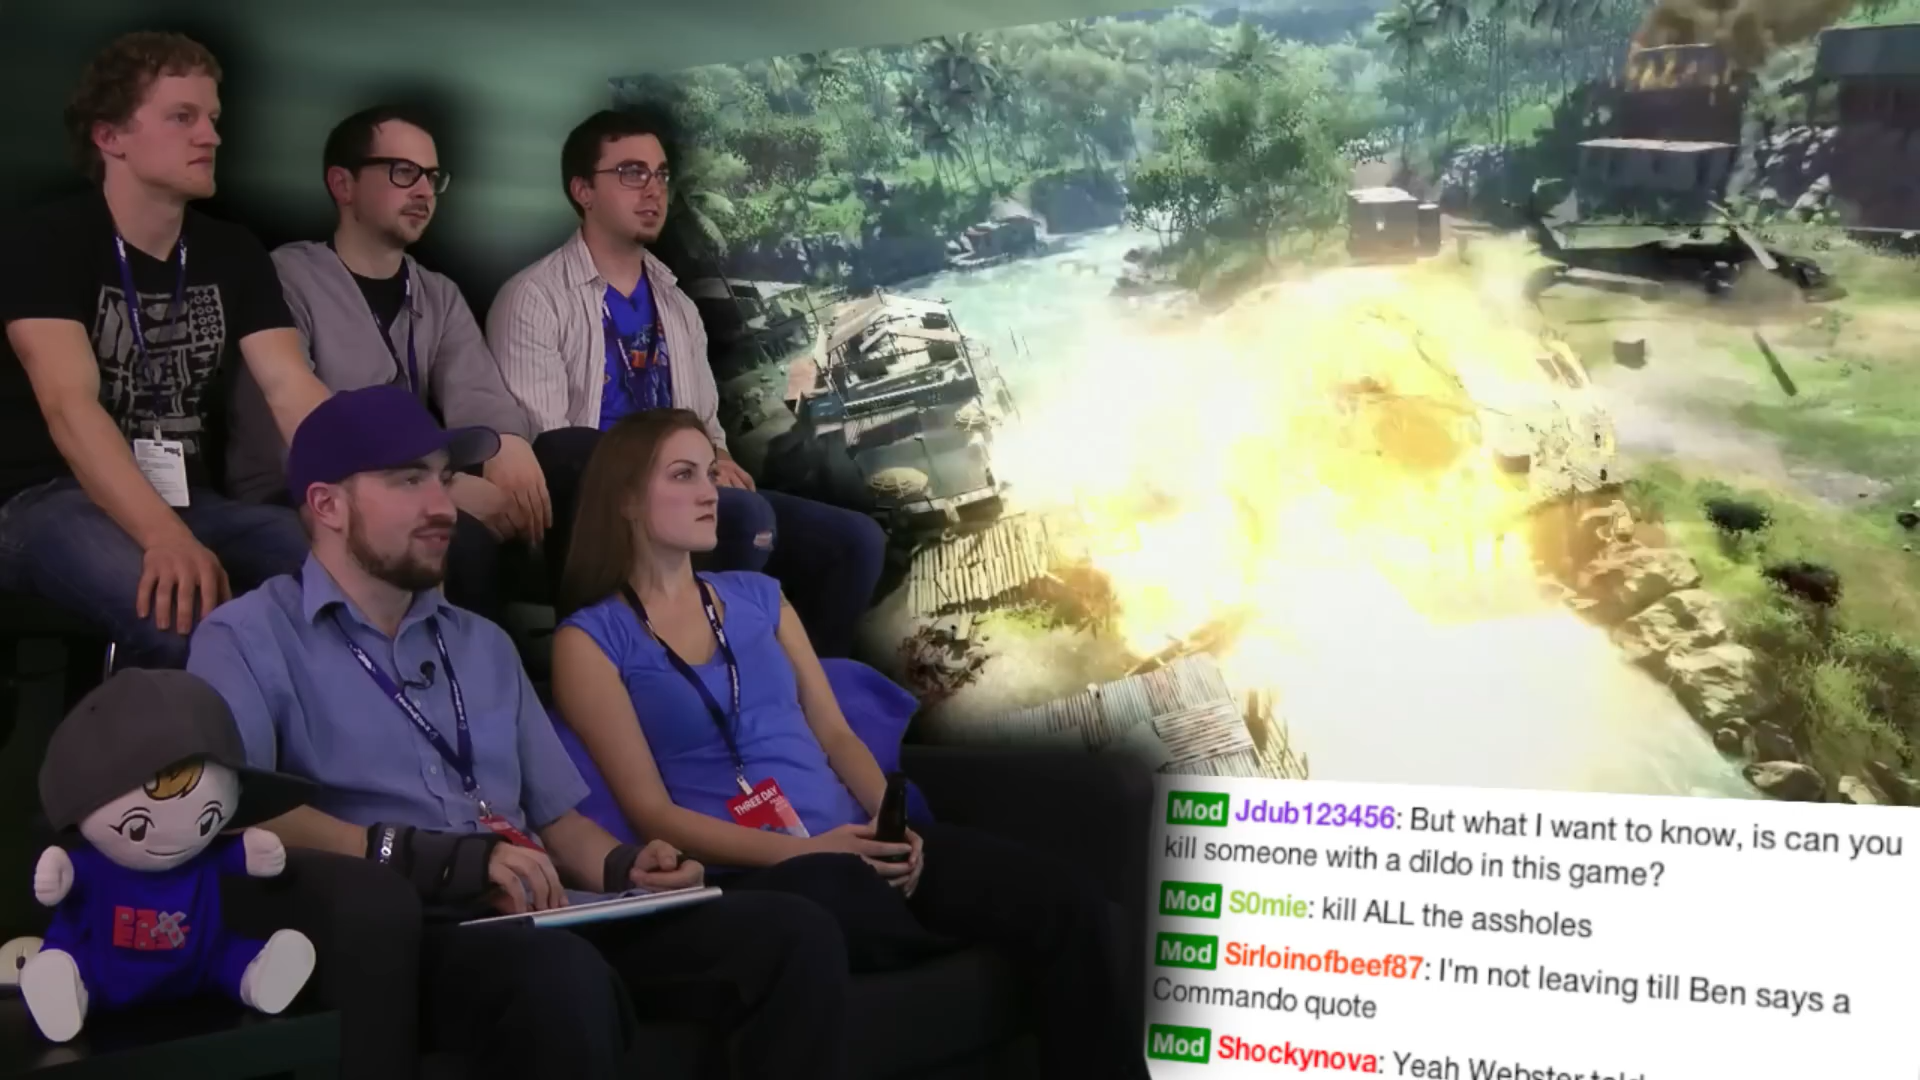 THREE DAY
Mod Jdub123456: But what I want to know, is can you
kill someone with a dildo in this game?
Mod S0mie: kill ALL the assholes
Mod Sirloinofbeef87: I'm not leaving till Ben says a
Commando quote
Mod Shockynova: Yeah Webster